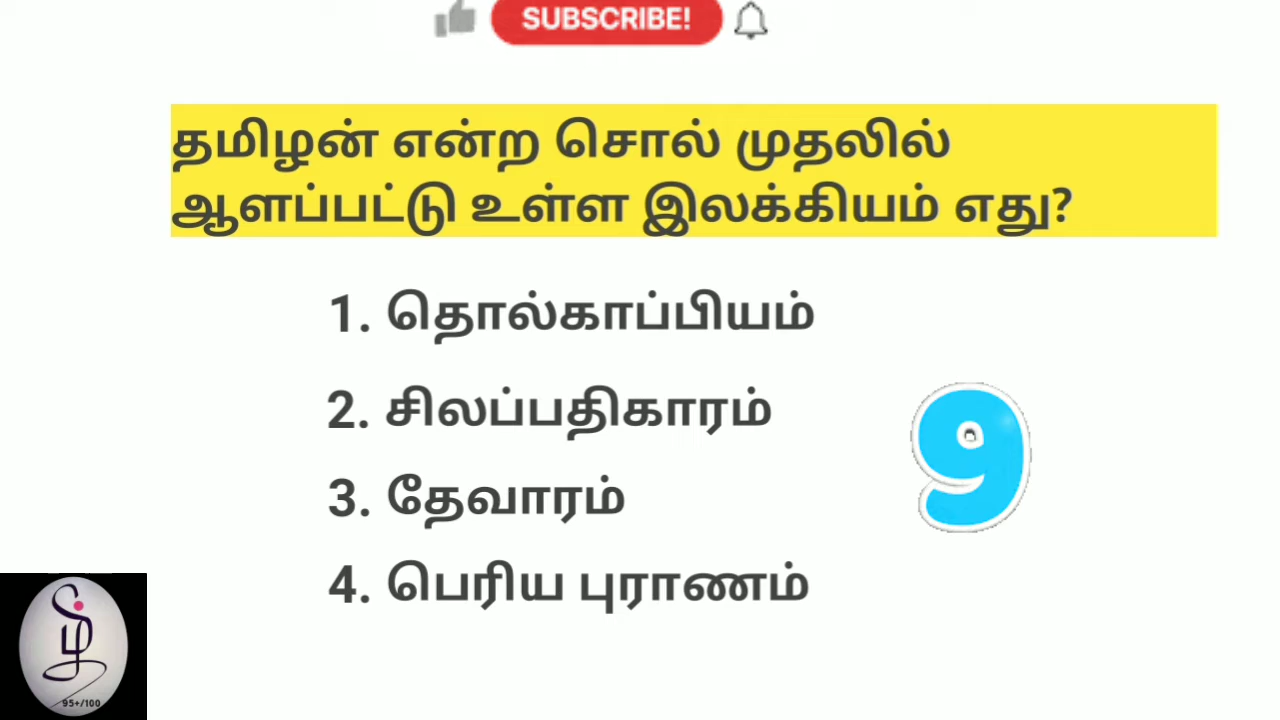 SUBSCRIBE!
தமிழன் என்ற சொல் முதலில்
ஆளப்பட்டு உள்ள இலக்கியம் எது?
1. தொல்காப்பியம்
2. சிலப்பதிகாரம்
9
3. தேவாரம்
4. பெரிய புராணம்
தமிழ்
95+/100